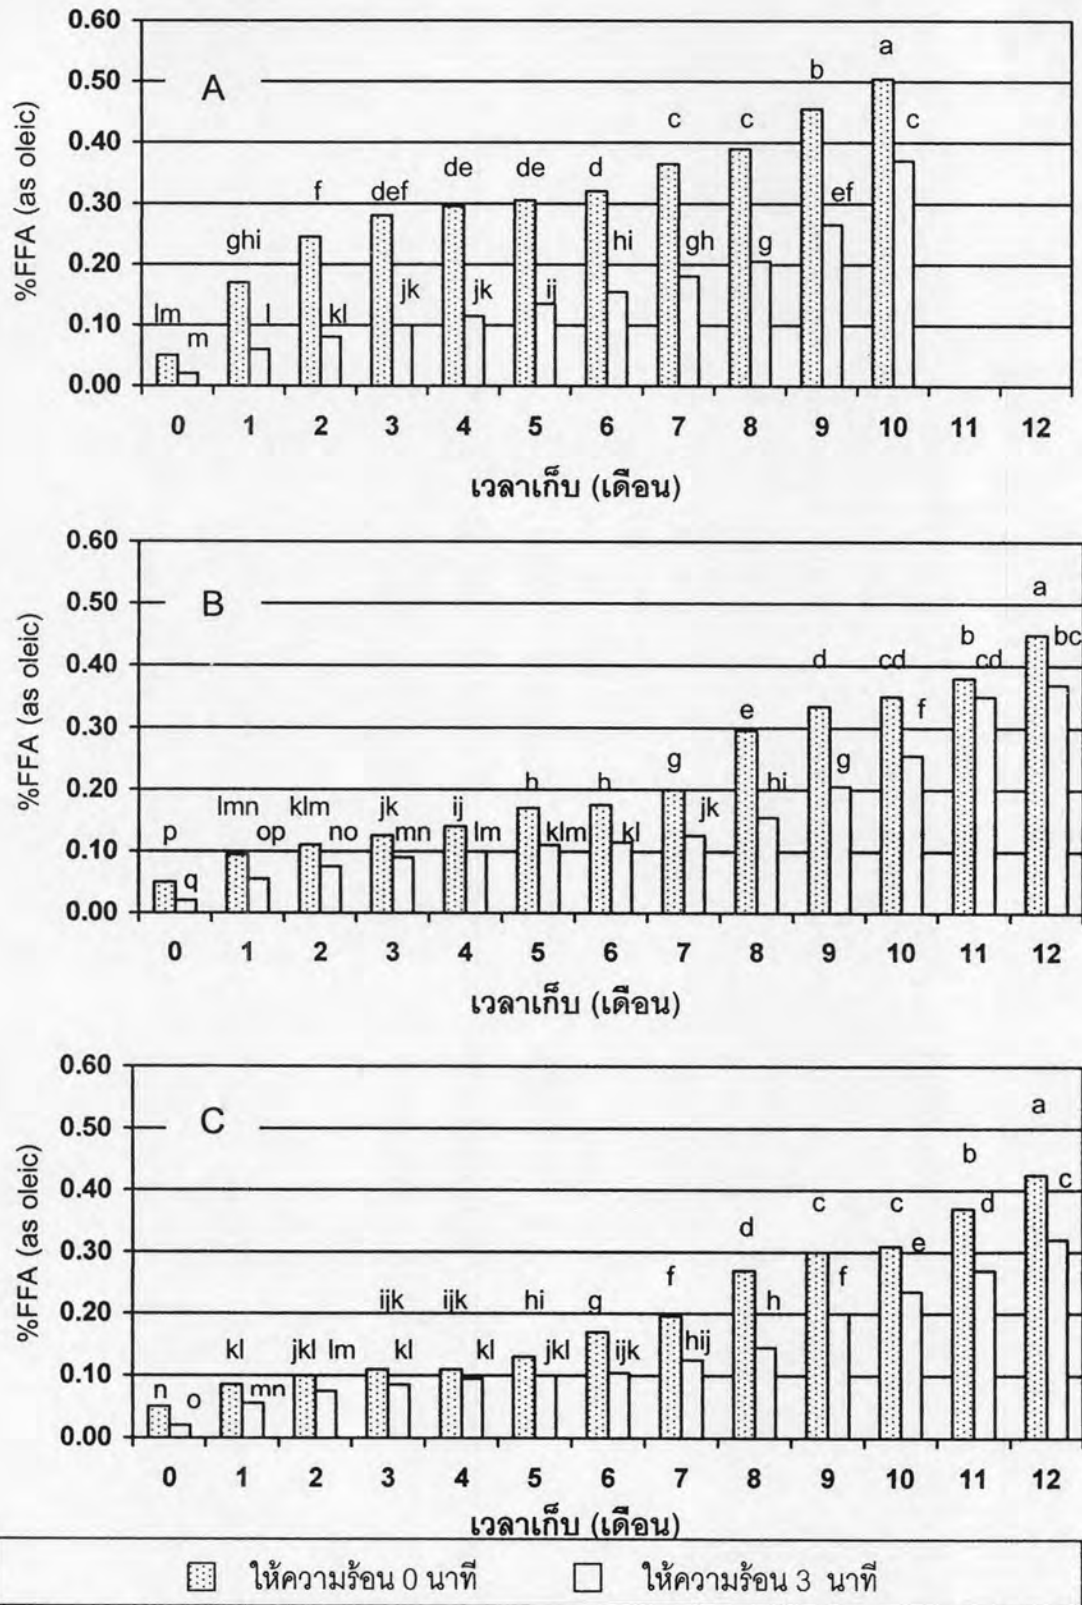 0.60
a
b
A
0.50
c
c
c
0.40
de
de
d
f
def
ef
0.30
ghi
hi
gh
g
0.20
jk
jk
ij
lm
m
l
kl
0.10
0.00
%FFA (as oleic)
0 1 2 3 4 5 6 7 8 9 10 11 12
เวลาเก็บ (เดือน)
0.60
a
B
0.50
b
bc
d
cd
cd
0.40
e
f
0.30
g
g
h
h
hi
0.20
lmn
klm
jk
ij
jk
p
op
no
mn
lm
klm
kl
0.10
q
0.00
%FFA (as oleic)
0 1 2 3 4 5 6 7 8 9 10 11 12
เวลาเก็บ (เดือน)
0.60
a
C
0.50
b
c
0.40
d
c
c
d
e
0.30
f
f
ijk
ijk
hi
g
h
0.20
kl
jkl
lm
kl
kl
jkl
ijk
hij
0.10
n
o
mn
0.00
%FFA (as oleic)
0 1 2 3 4 5 6 7 8 9 10 11 12
เวลาเก็บ (เดือน)
ให้ความร้อน 0 นาที ให้ความร้อน 3 นาที